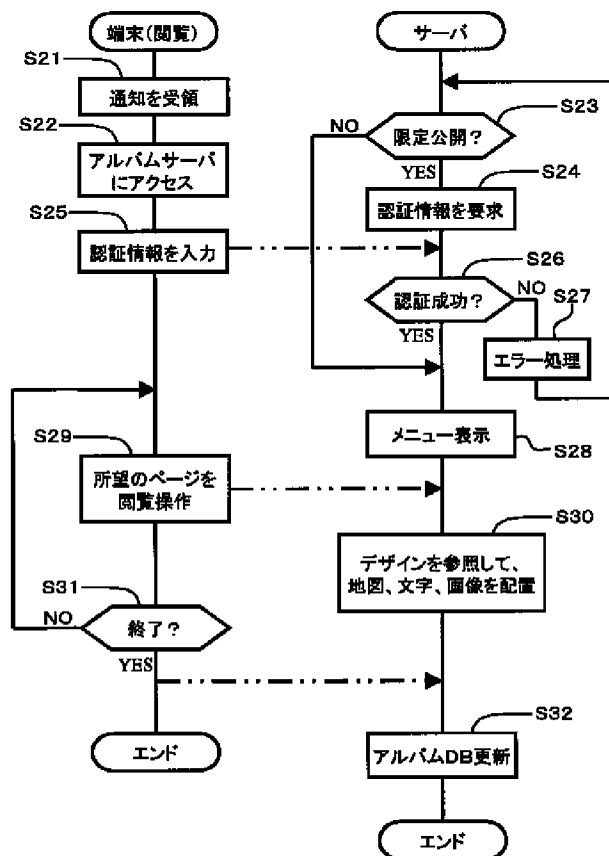 端末(閲覧)
S21
通知を受領
S22
アルバムサーバ
にアクセス
S25
認証情報を入力
S29
所望のページを
閲覧操作
S31
NO
終了?
YES
エンド
サーバ
S23
NO
限定公開?
YES
S24
認証情報を要求
S26
認証成功?
NO
YES
S27
エラー処理
メニュー表示
S28
S30
デザインを参照して、
地図、文字、画像を配置
S32
アルバムDB更新
エンド